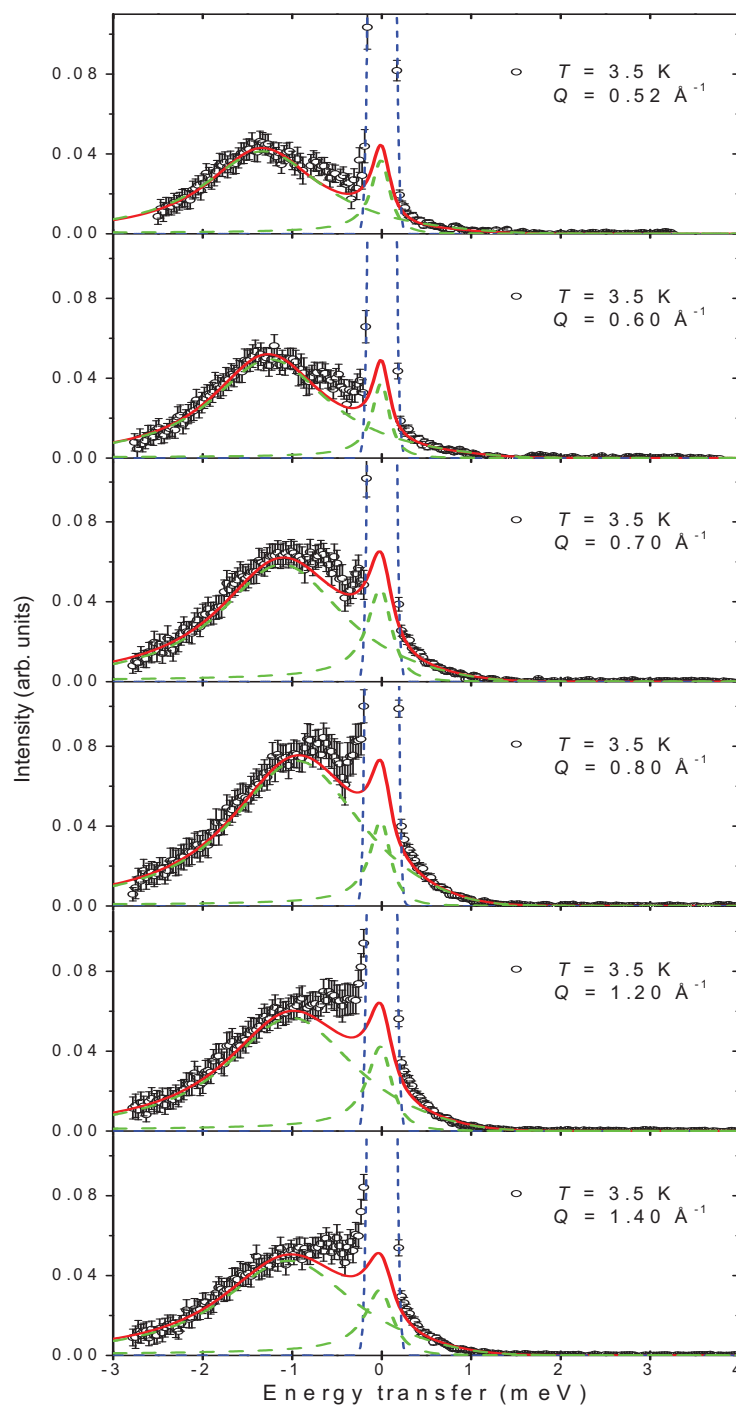 0.08
0.04
0.00
T = 3.5 K
Q = 0.52 Å⁻¹
0.08
0.04
0.00
T = 3.5 K
Q = 0.60 Å⁻¹
0.08
0.04
0.00
T = 3.5 K
Q = 0.70 Å⁻¹
0.08
0.04
0.00
T = 3.5 K
Q = 0.80 Å⁻¹
0.08
0.04
0.00
T = 3.5 K
Q = 1.20 Å⁻¹
0.08
0.04
0.00
T = 3.5 K
Q = 1.40 Å⁻¹
Intensity (arb. units)
-3 -2 -1 0 1 2 3 4
Energy transfer (meV)